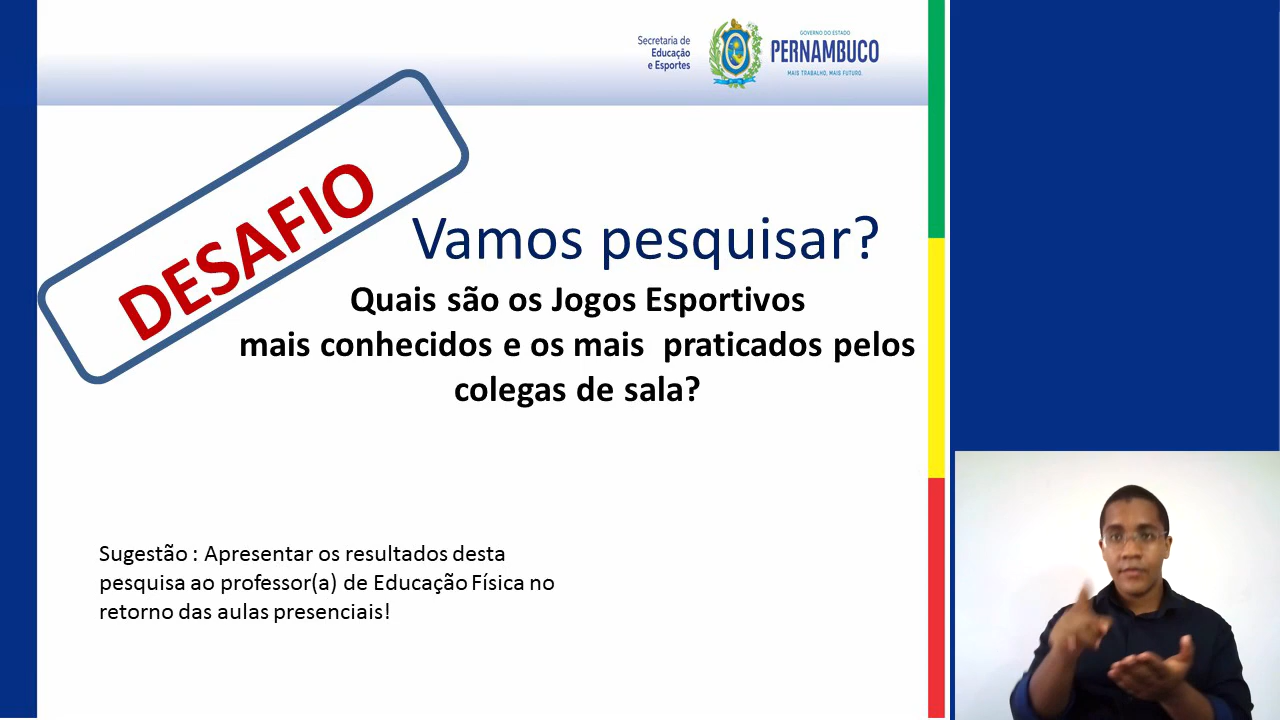 Secretaria de
Educação
e Esportes
GOVERNO DO ESTADO
PERNAMBUCO
MAIS TRABALHO, MAIS FUTURO.
DESAFIO
Vamos pesquisar?
Quais são os Jogos Esportivos
mais conhecidos e os mais praticados pelos
colegas de sala?
Sugestão : Apresentar os resultados desta
pesquisa ao professor(a) de Educação Física no
retorno das aulas presenciais!